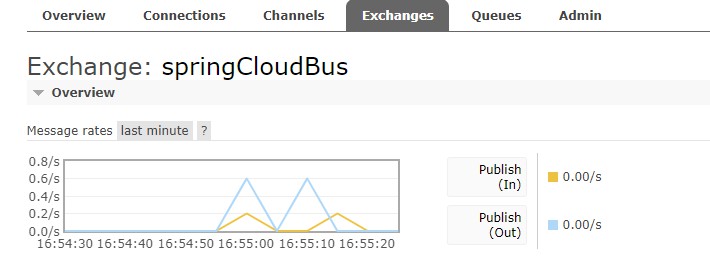 Overview Connections Channels Exchanges Queues Admin
Exchange: springCloudBus
Overview
Message rates last minute ?
0.8/s
0.6/s
0.4/s
0.2/s
0.0/s
16:54:30 16:54:40 16:54:50 16:55:00 16:55:10 16:55:20
Publish
(In)
0.00/s
Publish
(Out)
0.00/s